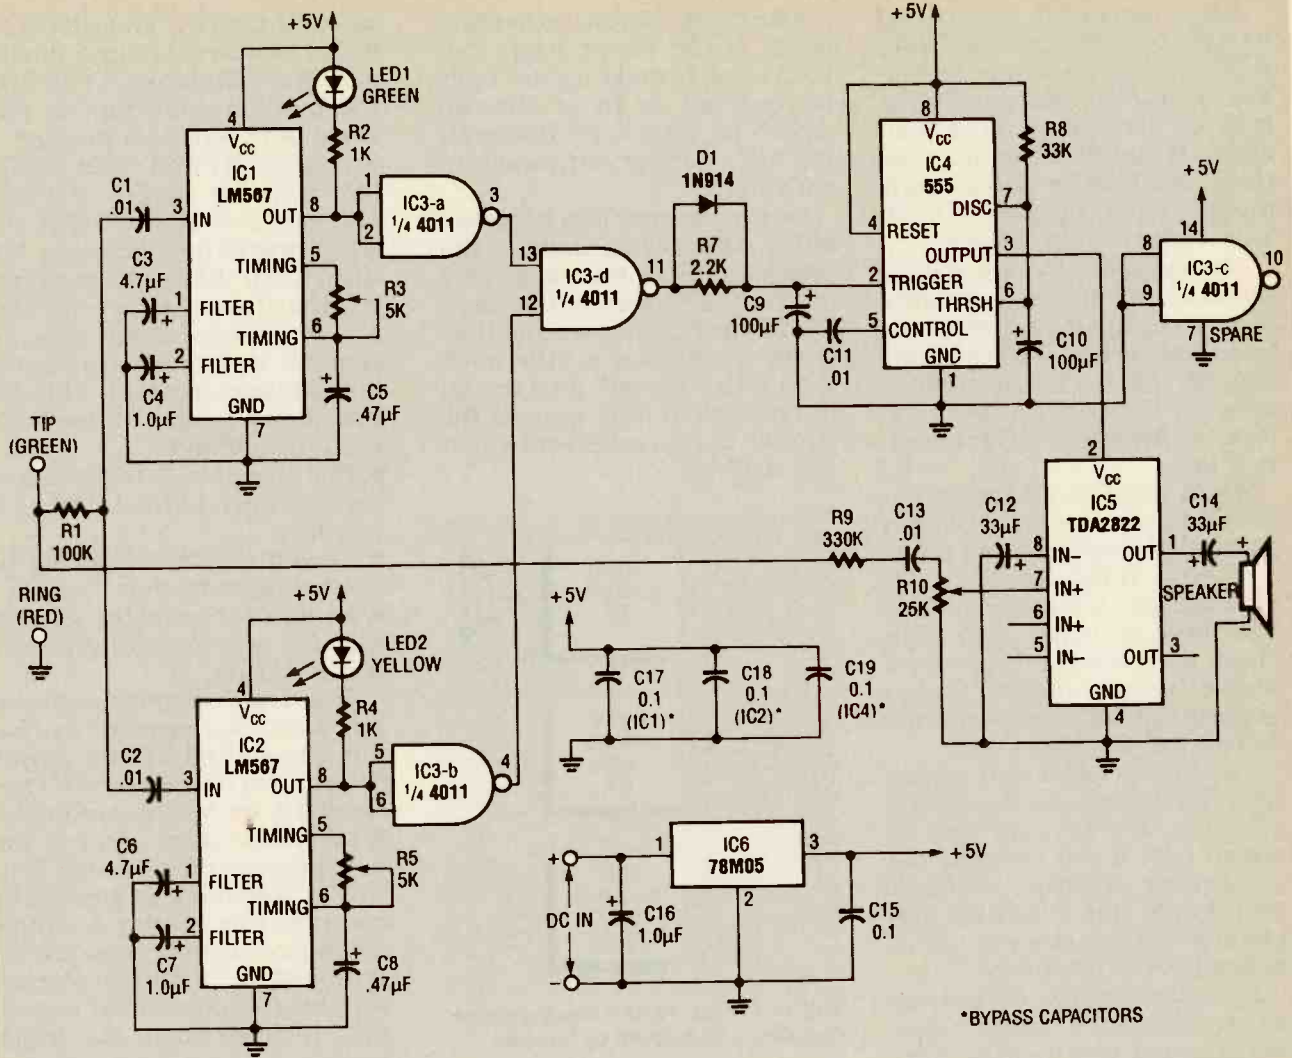 +5V
LED1
GREEN
4
VCC
IC1
LM567
R2
1K
C1
.01
3
IN
OUT
8
1
2
IC3-a
1/4 4011
3
TIMING
5
C3
4.7µF
1
FILTER
R3
5K
TIMING
6
2
FILTER
C4
1.0µF
GND
7
C5
.47µF
TIP
(GREEN)
R1
100K
RING
(RED)
13
12
IC3-d
1/4 4011
11
D1
1N914
R7
2.2K
C9
100µF
C11
.01
+5V
8
VCC
IC4
555
R8
33K
7
DISC
4
RESET
OUTPUT
3
2
TRIGGER
THRSH
6
5
CONTROL
GND
1
C10
100µF
+5V
14
8
9
IC3-c
1/4 4011
10
7
SPARE
2
VCC
IC5
TDA2822
R9
330K
C13
.01
C12
33µF
8
IN-
OUT
1
C14
33µF
R10
25K
7
IN+
SPEAKER
6
IN+
5
IN-
OUT
3
GND
4
+5V
LED2
YELLOW
4
VCC
IC2
LM567
R4
1K
C2
.01
3
IN
OUT
8
5
6
IC3-b
1/4 4011
4
TIMING
5
C6
4.7µF
1
FILTER
R5
5K
TIMING
6
2
FILTER
C7
1.0µF
GND
7
C8
.47µF
+5V
C17
0.1
(IC1)*
C18
0.1
(IC2)*
C19
0.1
(IC4)*
+
DC IN
-
C16
1.0µF
1
IC6
78M05
3
2
+5V
C15
0.1
*BYPASS CAPACITORS